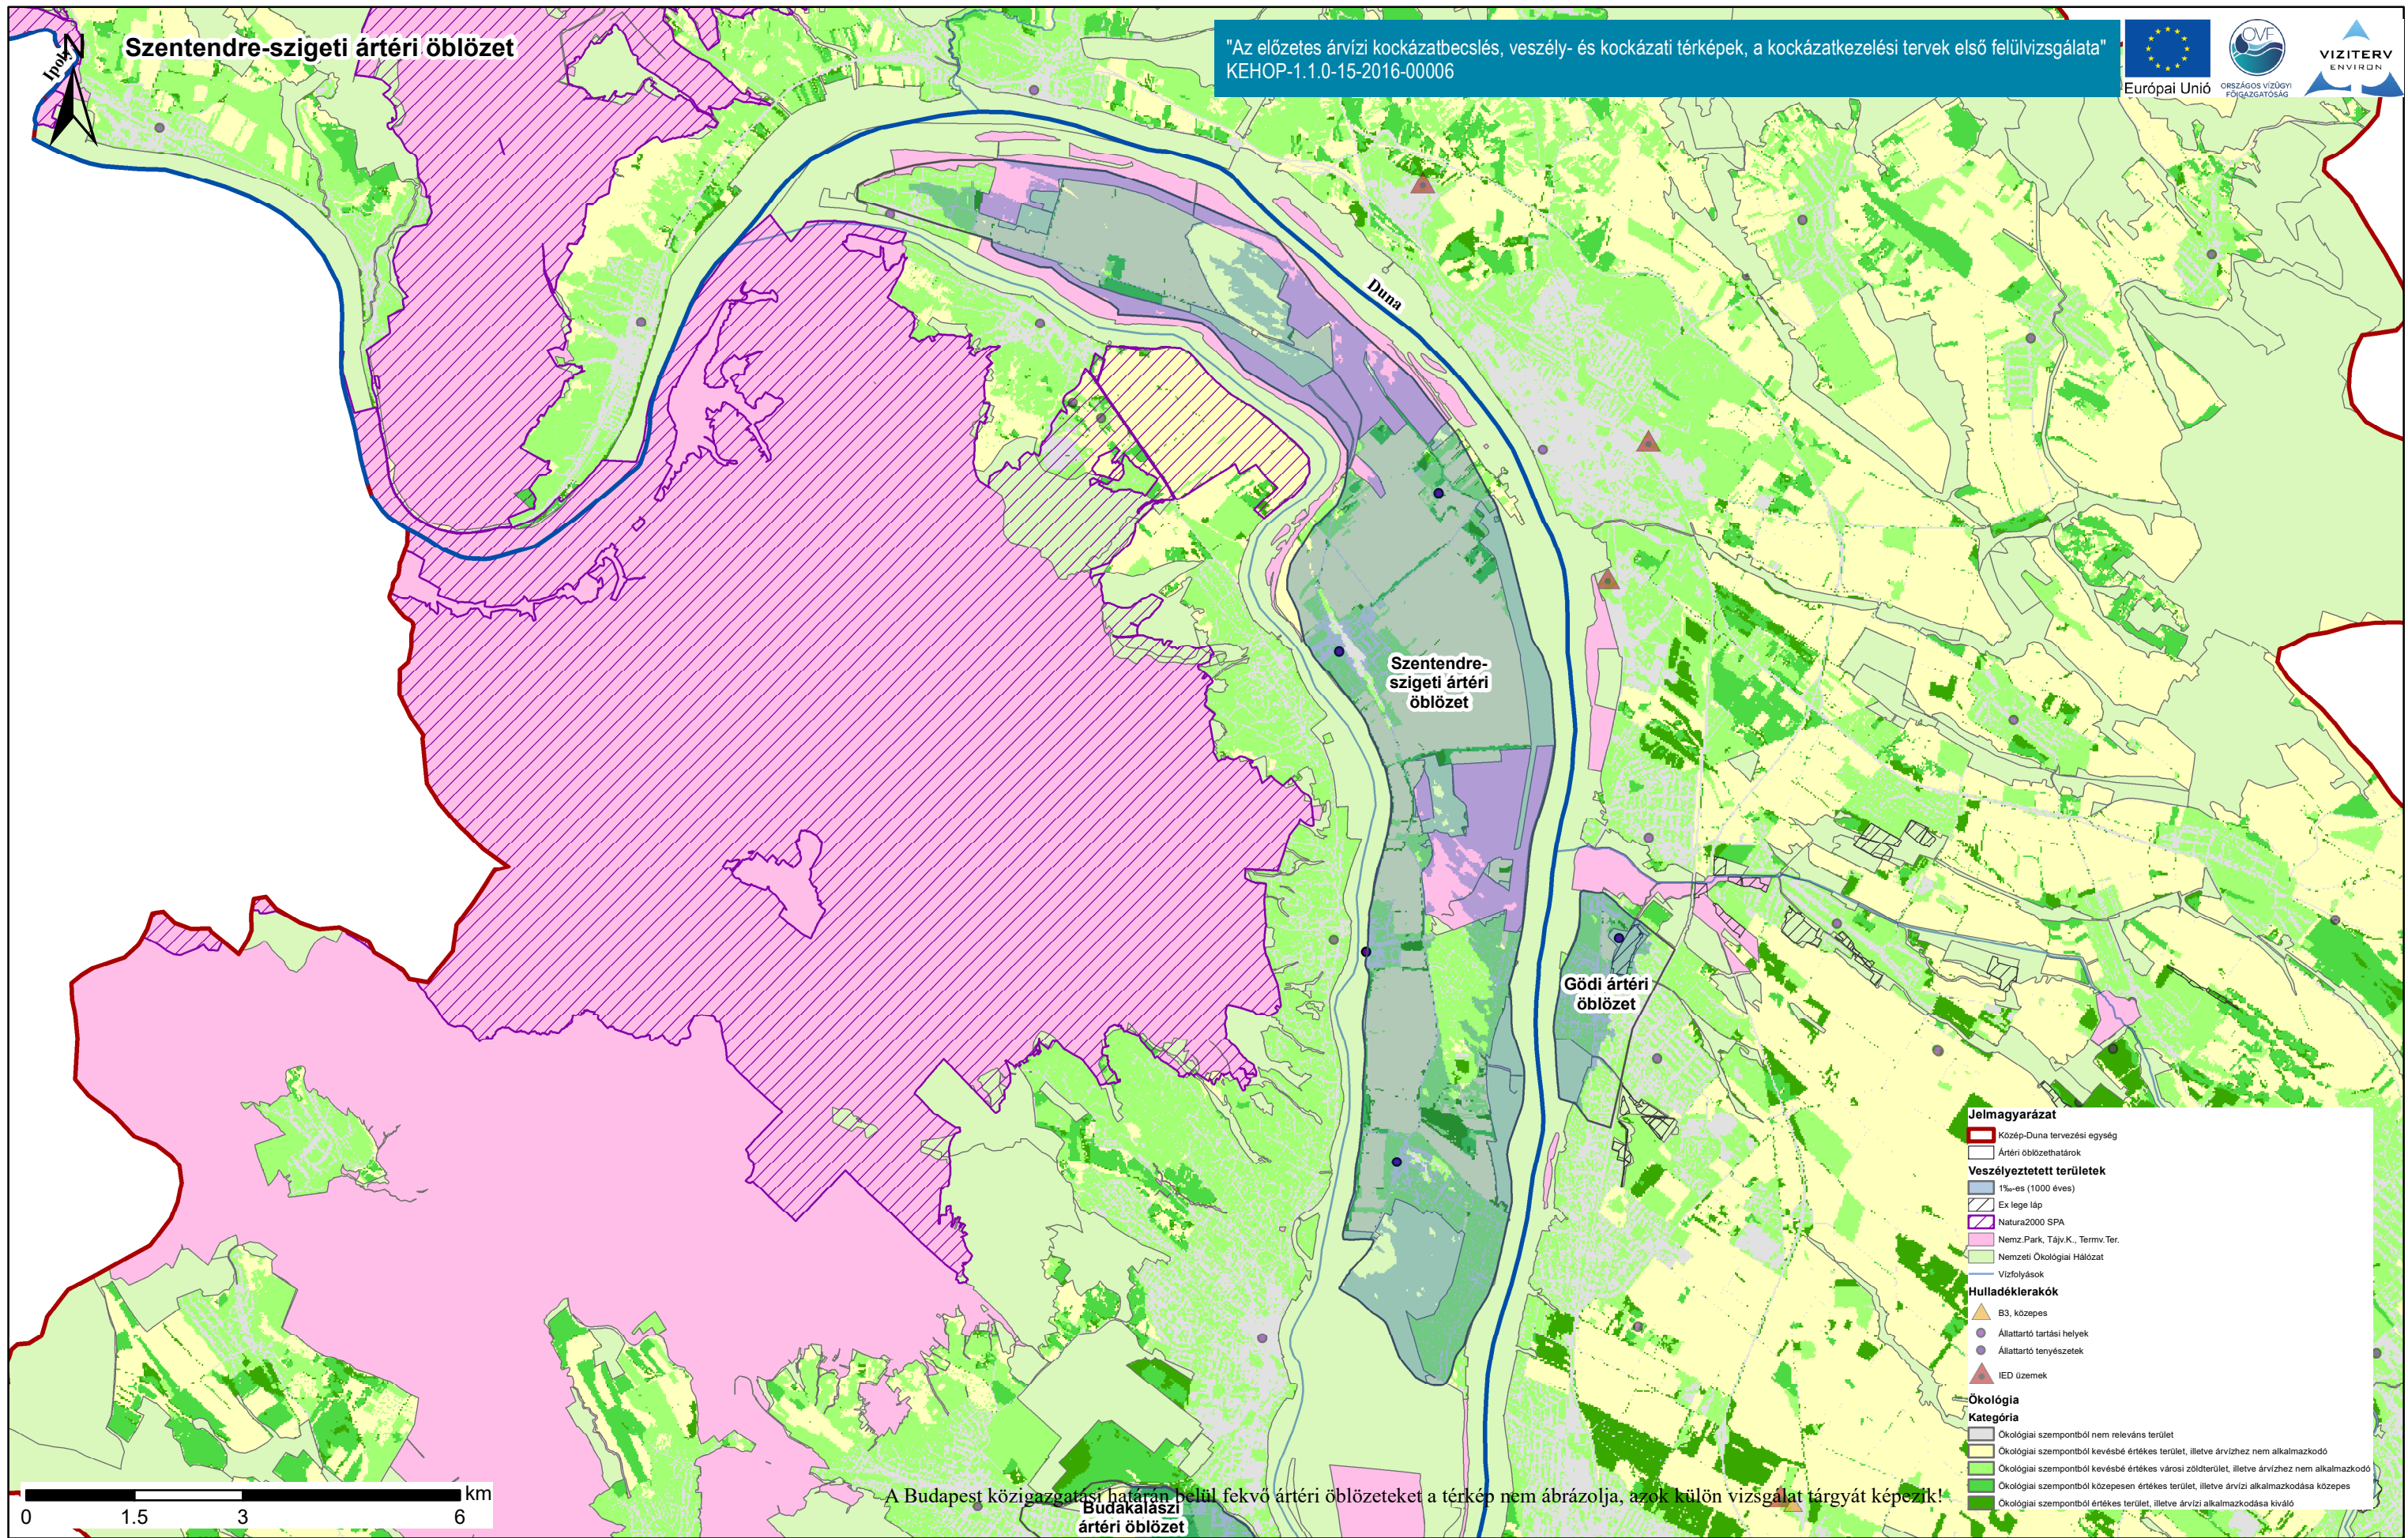 Szentendre-szigeti ártéri öblözet
"Az előzetes árvízi kockázatbecslés, veszély- és kockázati térképek, a kockázatkezelési tervek első felülvizsgálata"
KEHOP-1.1.0-15-2016-00006
Európai Unió
OVF
ORSZÁGOS VÍZÜGYI
FŐIGAZGATÓSÁG
VIZITERV
ENVIRON
N
Ipoly
Duna
Szentendre-
szigeti ártéri
öblözet
Gödi ártéri
öblözet
Budakalászi
ártéri öblözet
Jelmagyarázat
Közép-Duna tervezési egység
Ártéri öblözethatárok
Veszélyeztetett területek
1‰-es (1000 éves)
Ex lege láp
Natura2000 SPA
Nemz.Park, Tájv.K., Termv.Ter.
Nemzeti Ökológiai Hálózat
Vízfolyások
Hulladéklerakók
B3, közepes
Állattartó tartási helyek
Állattartó tenyészetek
IED üzemek
Ökológia
Kategória
Ökológiai szempontból nem releváns terület
Ökológiai szempontból kevésbé értékes terület, illetve árvízhez nem alkalmazkodó
Ökológiai szempontból kevésbé értékes városi zöldterület, illetve árvízhez nem alkalmazkodó
Ökológiai szempontból közepesen értékes terület, illetve árvízi alkalmazkodása közepes
Ökológiai szempontból értékes terület, illetve árvízi alkalmazkodása kiváló
km
0 1.5 3 6
A Budapest közigazgatási határán belül fekvő ártéri öblözeteket a térkép nem ábrázolja, azok külön vizsgálat tárgyát képezik!